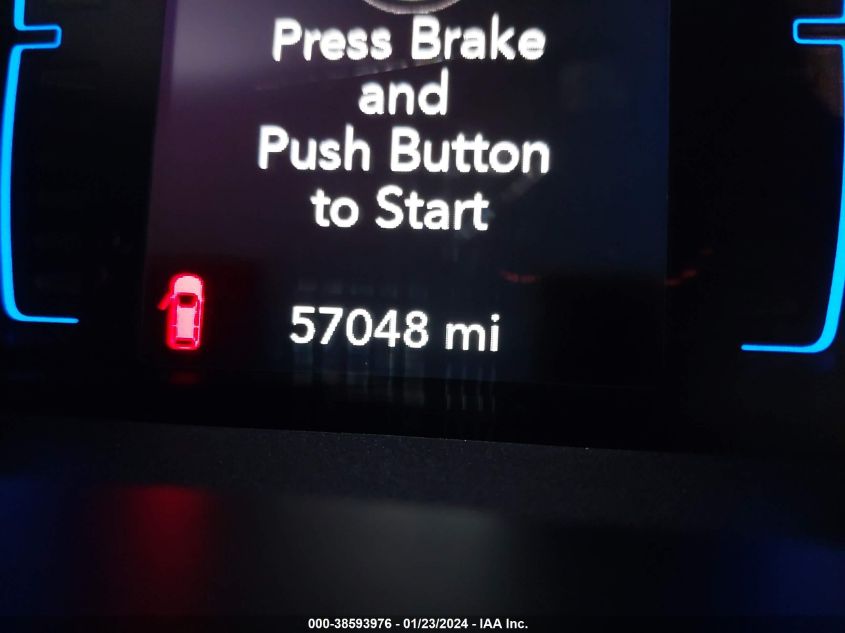 Press Brake
and
Push Button
to Start
57048 mi
000-38593976 - 01/23/2024 - IAA Inc.